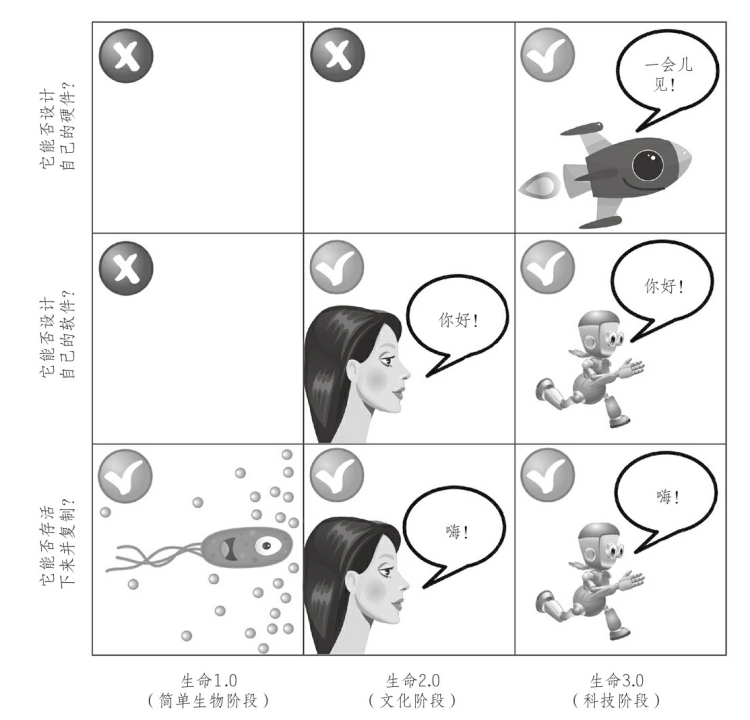 它能否设计
自己的硬件？
一会儿
见！
它能否设计
自己的软件？
你好！
你好！
它能否存活
下来并复制？
嗨！
嗨！
生命1.0
（简单生物阶段）
生命2.0
（文化阶段）
生命3.0
（科技阶段）